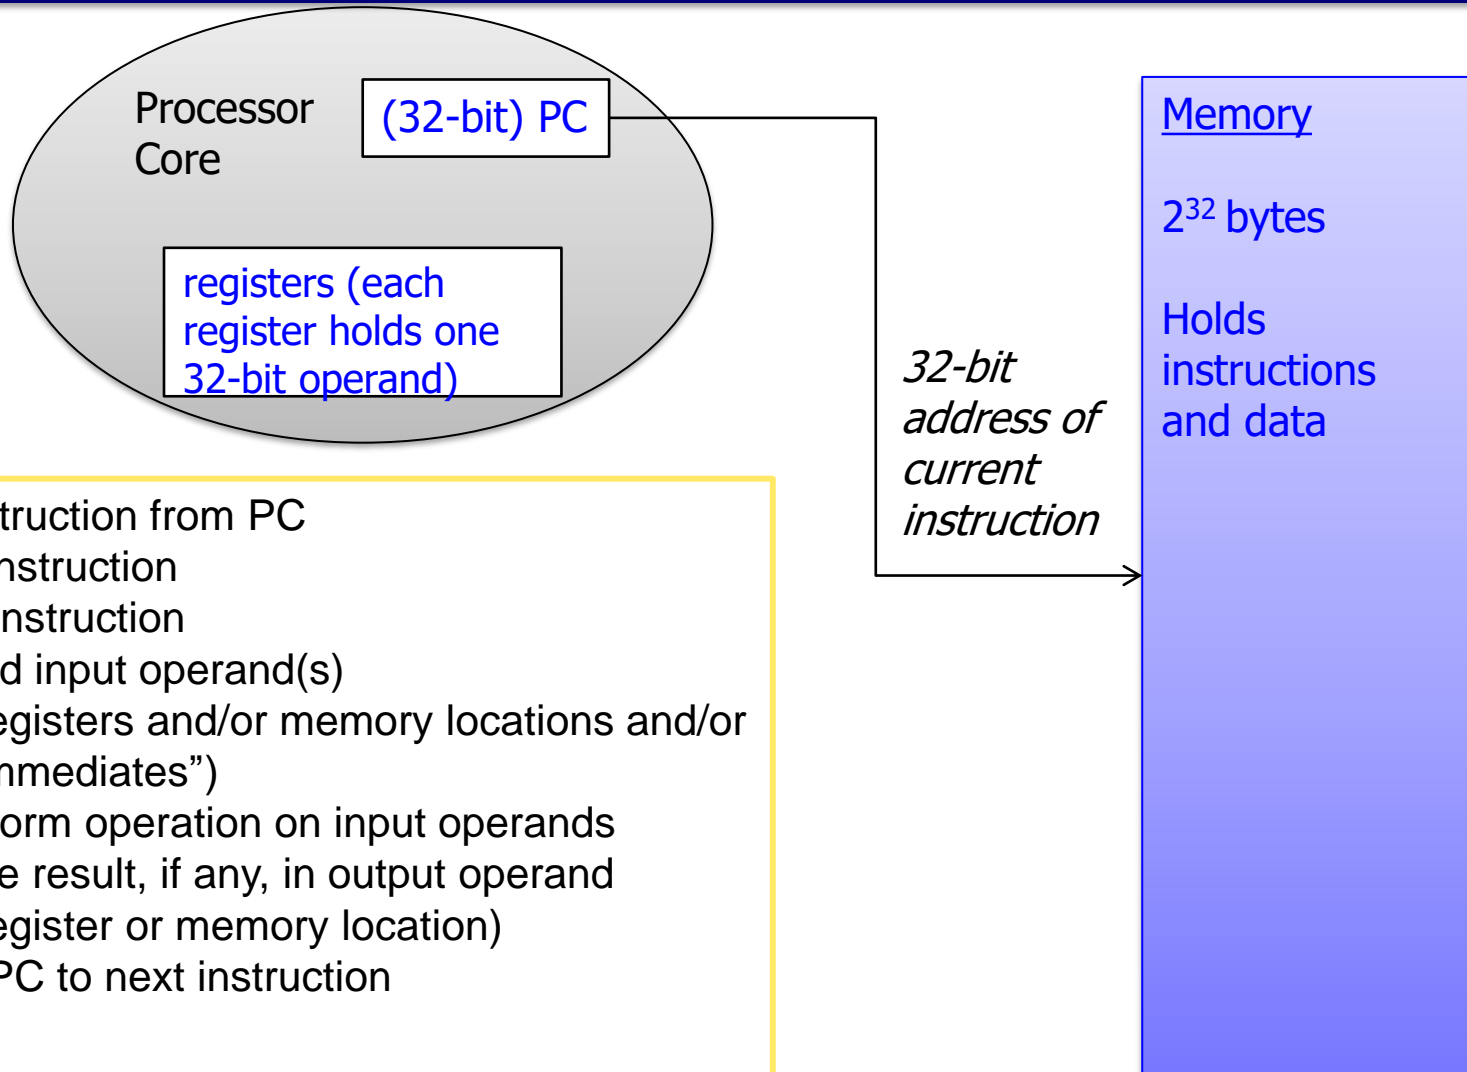 Processor
Core
(32-bit) PC
registers (each
register holds one
32-bit operand)
Memory
2³² bytes
Holds
instructions
and data
32-bit
address of
current
instruction
truction from PC
nstruction
nstruction
d input operand(s)
egisters and/or memory locations and/or
mmediates”)
orm operation on input operands
e result, if any, in output operand
egister or memory location)
PC to next instruction